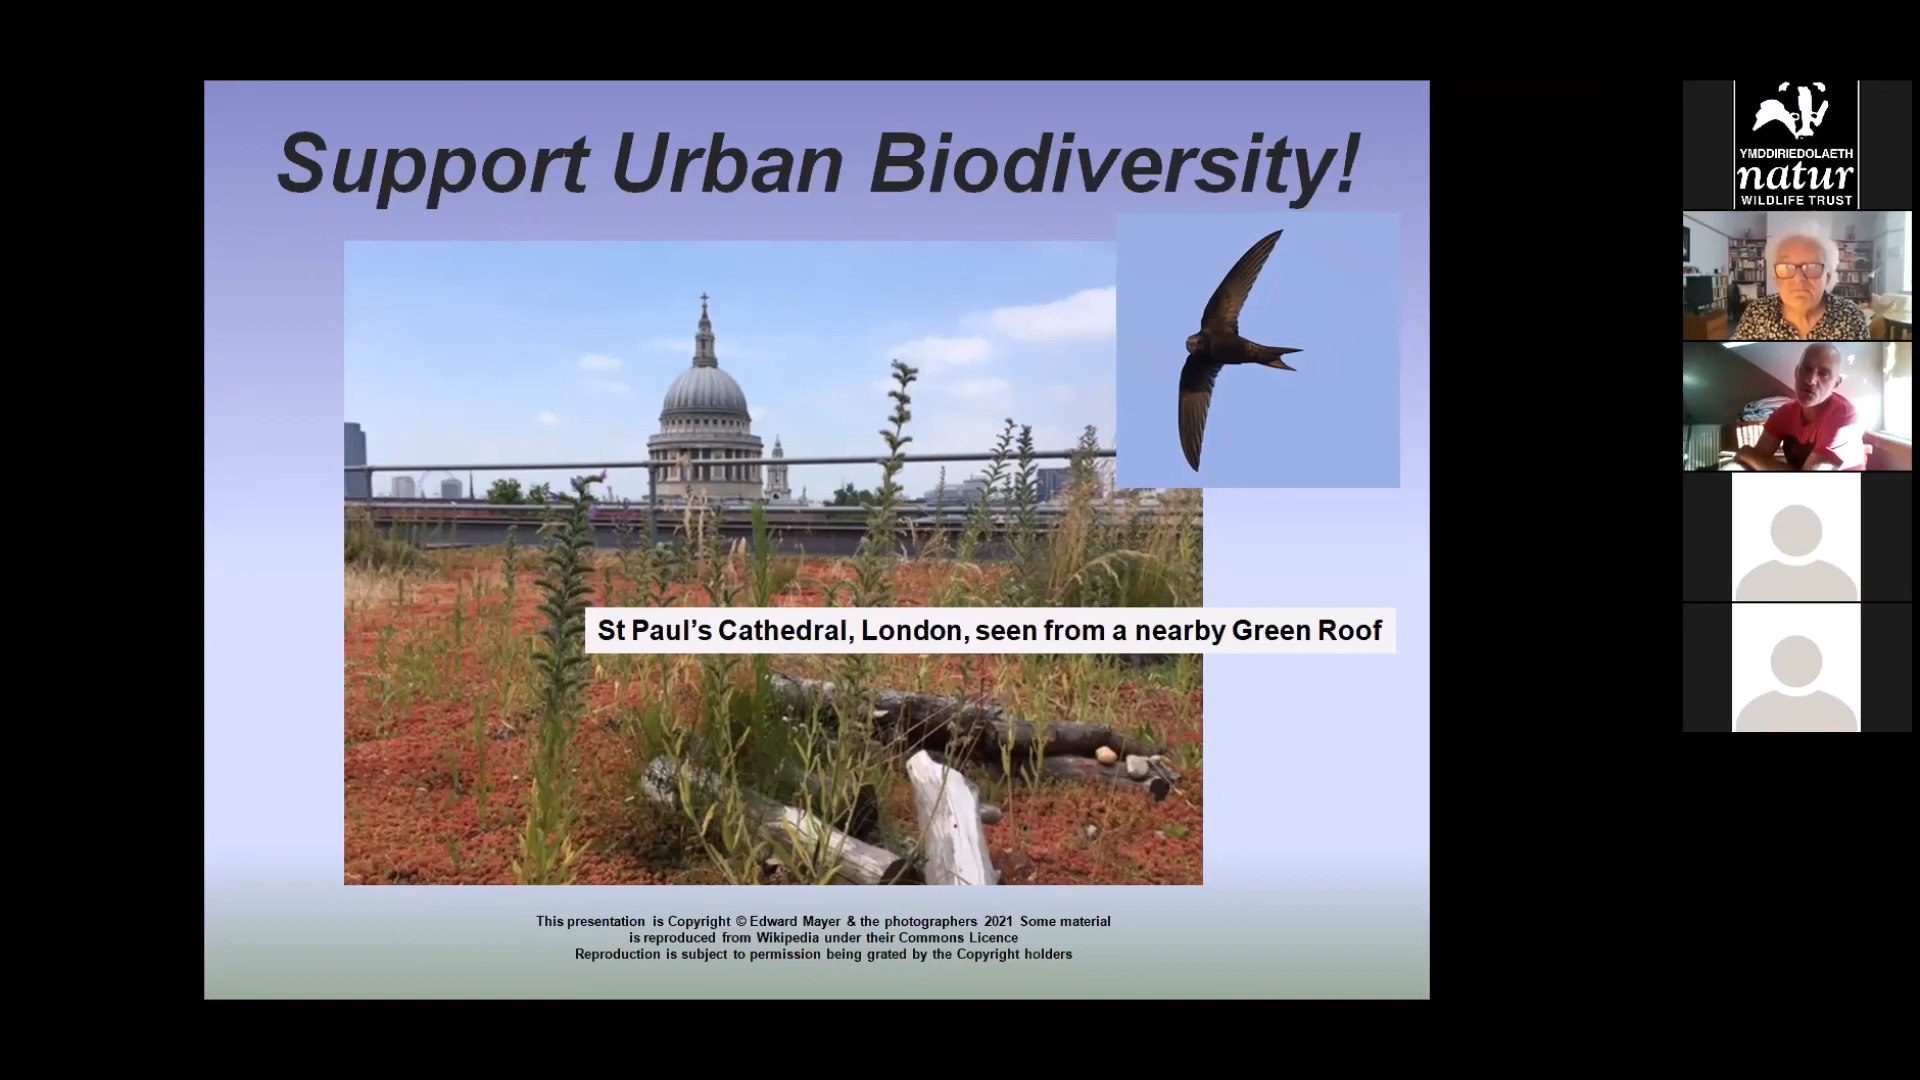 Support Urban Biodiversity!
St Paul's Cathedral, London, seen from a nearby Green Roof
This presentation is Copyright © Edward Mayer & the photographers 2021 Some material
is reproduced from Wikipedia under their Commons Licence
Reproduction is subject to permission being grated by the Copyright holders
YMDDIRIEDOLAETH
natur
WILDLIFE TRUST